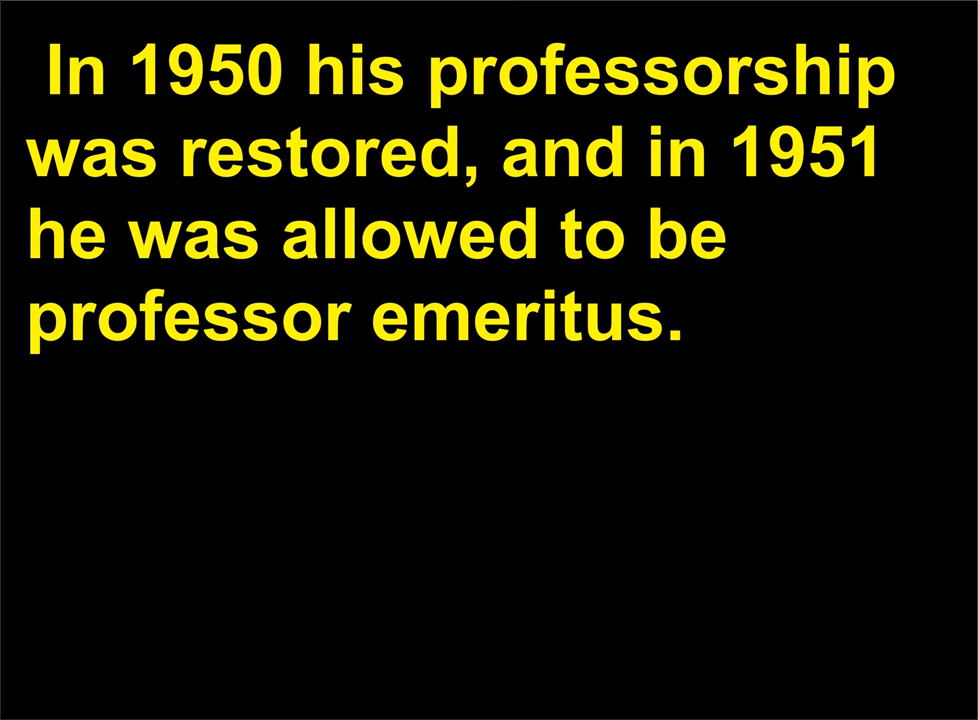 In 1950 his professorship
was restored, and in 1951
he was allowed to be
professor emeritus.